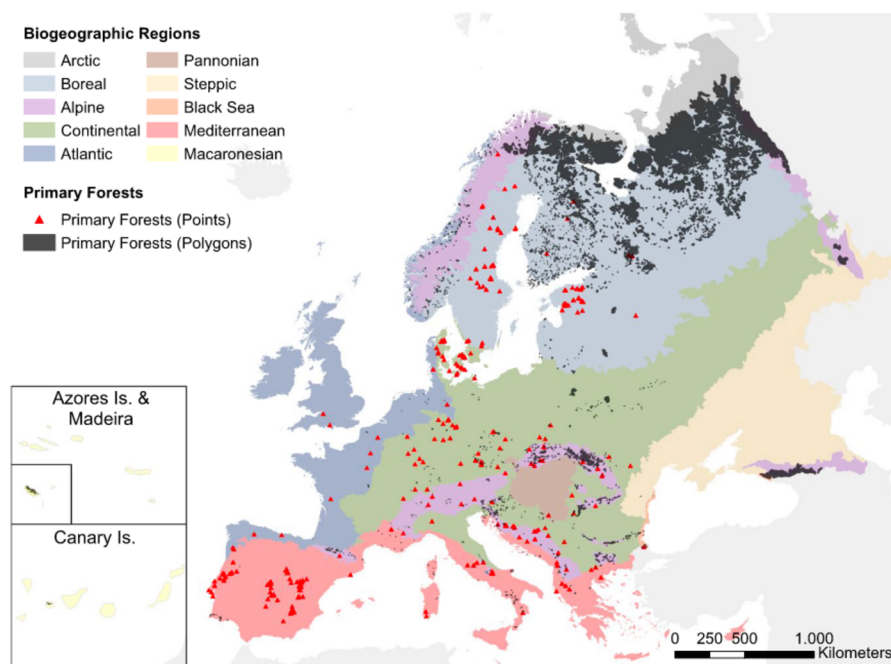 Biogeographic Regions
Arctic
Pannonian
Boreal
Steppic
Alpine
Black Sea
Continental
Mediterranean
Atlantic
Macaronesian
Primary Forests
Primary Forests (Points)
Primary Forests (Polygons)
Azores Is. &
Madeira
Canary Is.
0 250 500 1.000
Kilometers